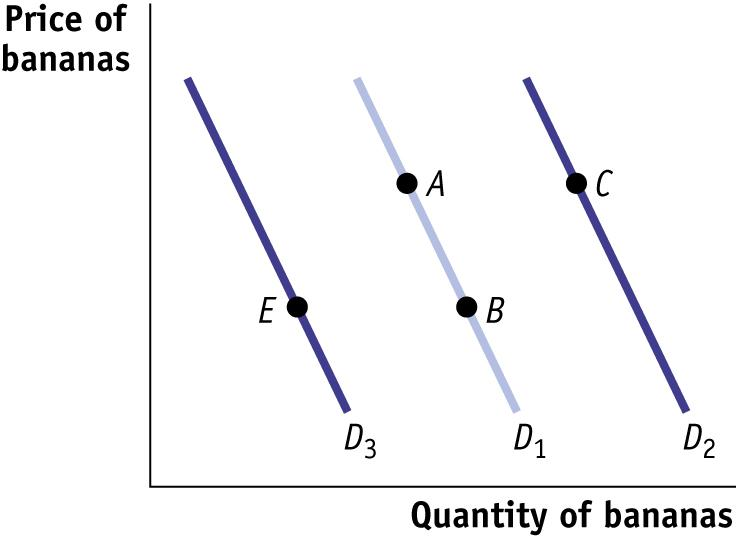 Price of
bananas
A
C
E
B
D3
D1
D2
Quantity of bananas